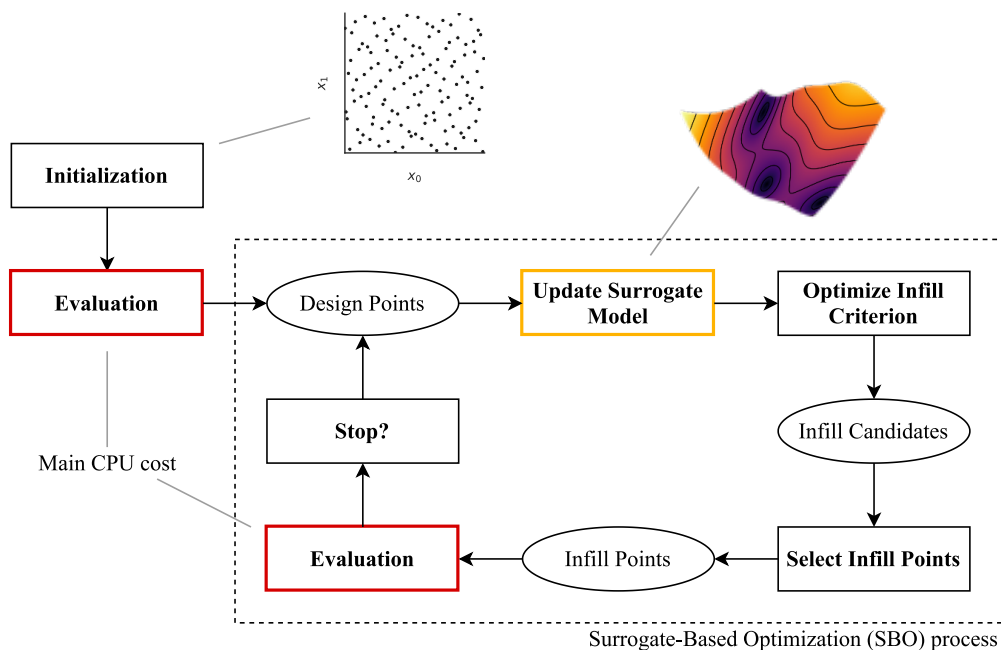 x₁
x₀
Initialization
Evaluation
Design Points
Update Surrogate
Model
Optimize Infill
Criterion
Stop?
Infill Candidates
Main CPU cost
Evaluation
Infill Points
Select Infill Points
Surrogate-Based Optimization (SBO) process